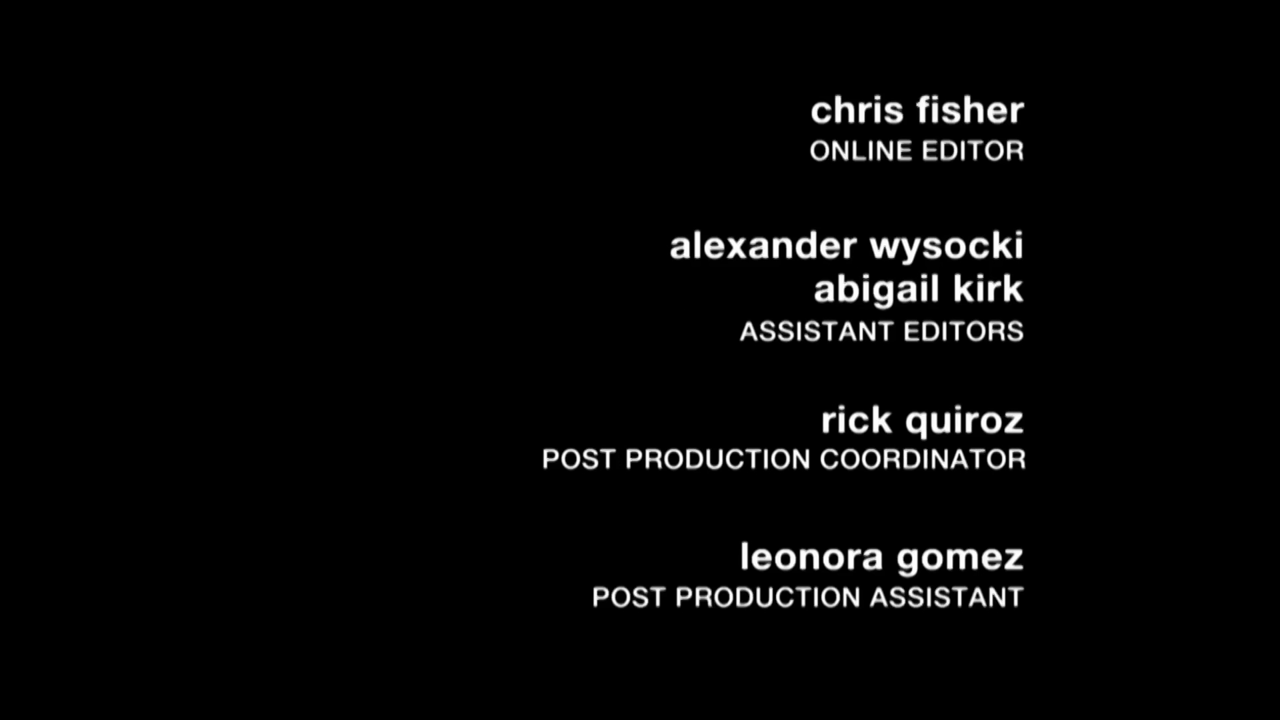 chris fisher
ONLINE EDITOR
alexander wysocki
abigail kirk
ASSISTANT EDITORS
rick quiroz
POST PRODUCTION COORDINATOR
leonora gomez
POST PRODUCTION ASSISTANT